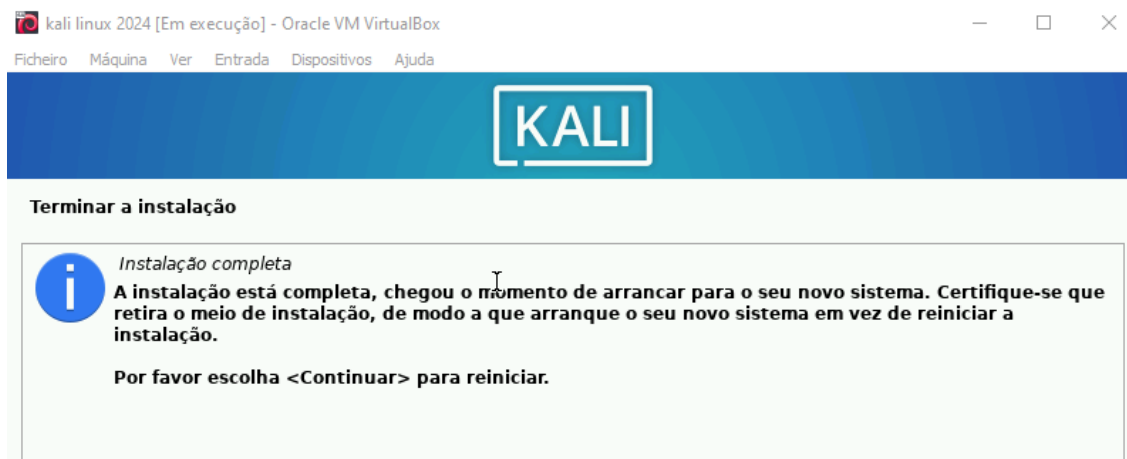 kali linux 2024 [Em execução] - Oracle VM VirtualBox
Ficheiro Máquina Ver Entrada Dispositivos Ajuda
KALI
Terminar a instalação
Instalação completa
A instalação está completa, chegou o momento de arrancar para o seu novo sistema. Certifique-se que
retira o meio de instalação, de modo a que arranque o seu novo sistema em vez de reiniciar a
instalação.
Por favor escolha <Continuar> para reiniciar.